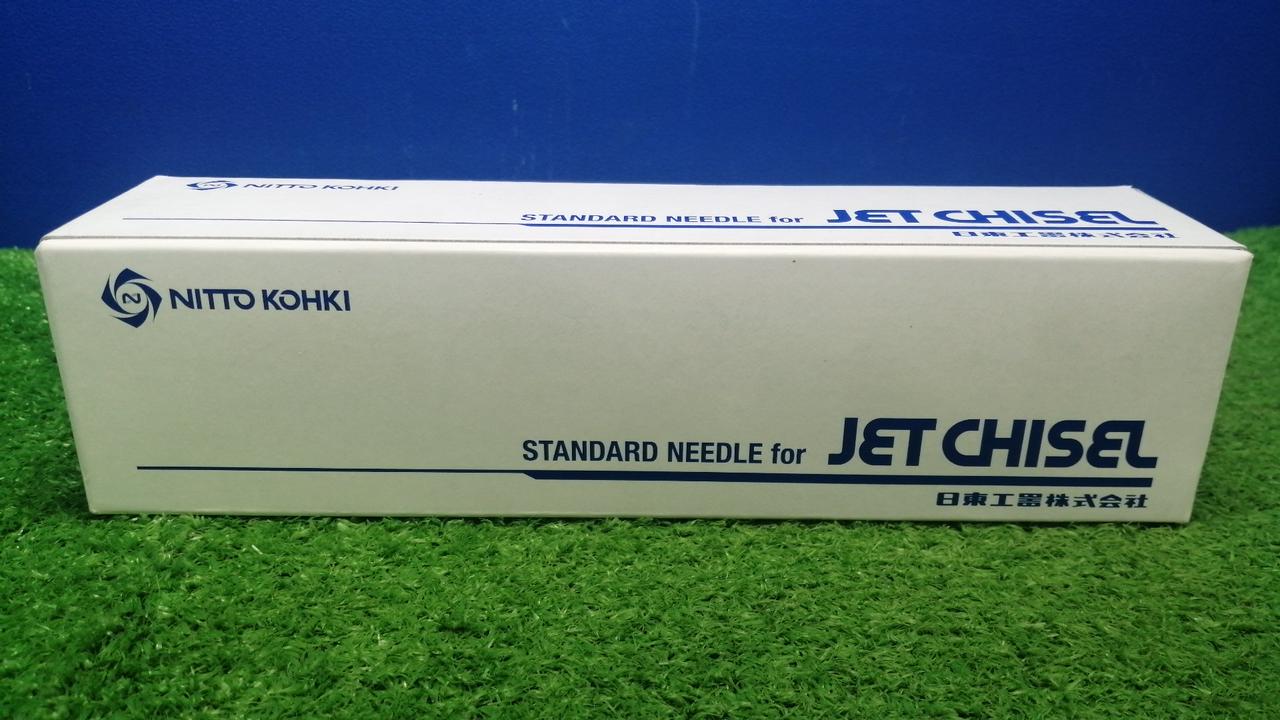 NITTO KOHKI
STANDARD NEEDLE for JET CHISEL
日東工器株式会社
N NITTO KOHKI
STANDARD NEEDLE for JET CHISEL
日東工器株式会社